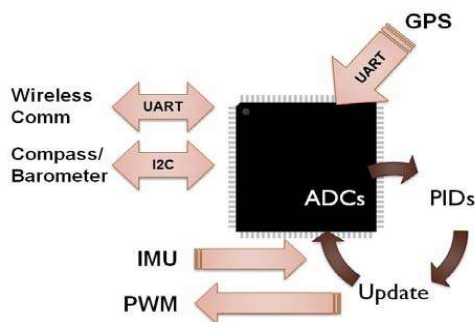 GPS
UART
Wireless
Comm
UART
Compass/
Barometer
I2C
ADCs
PIDs
IMU
Update
PWM